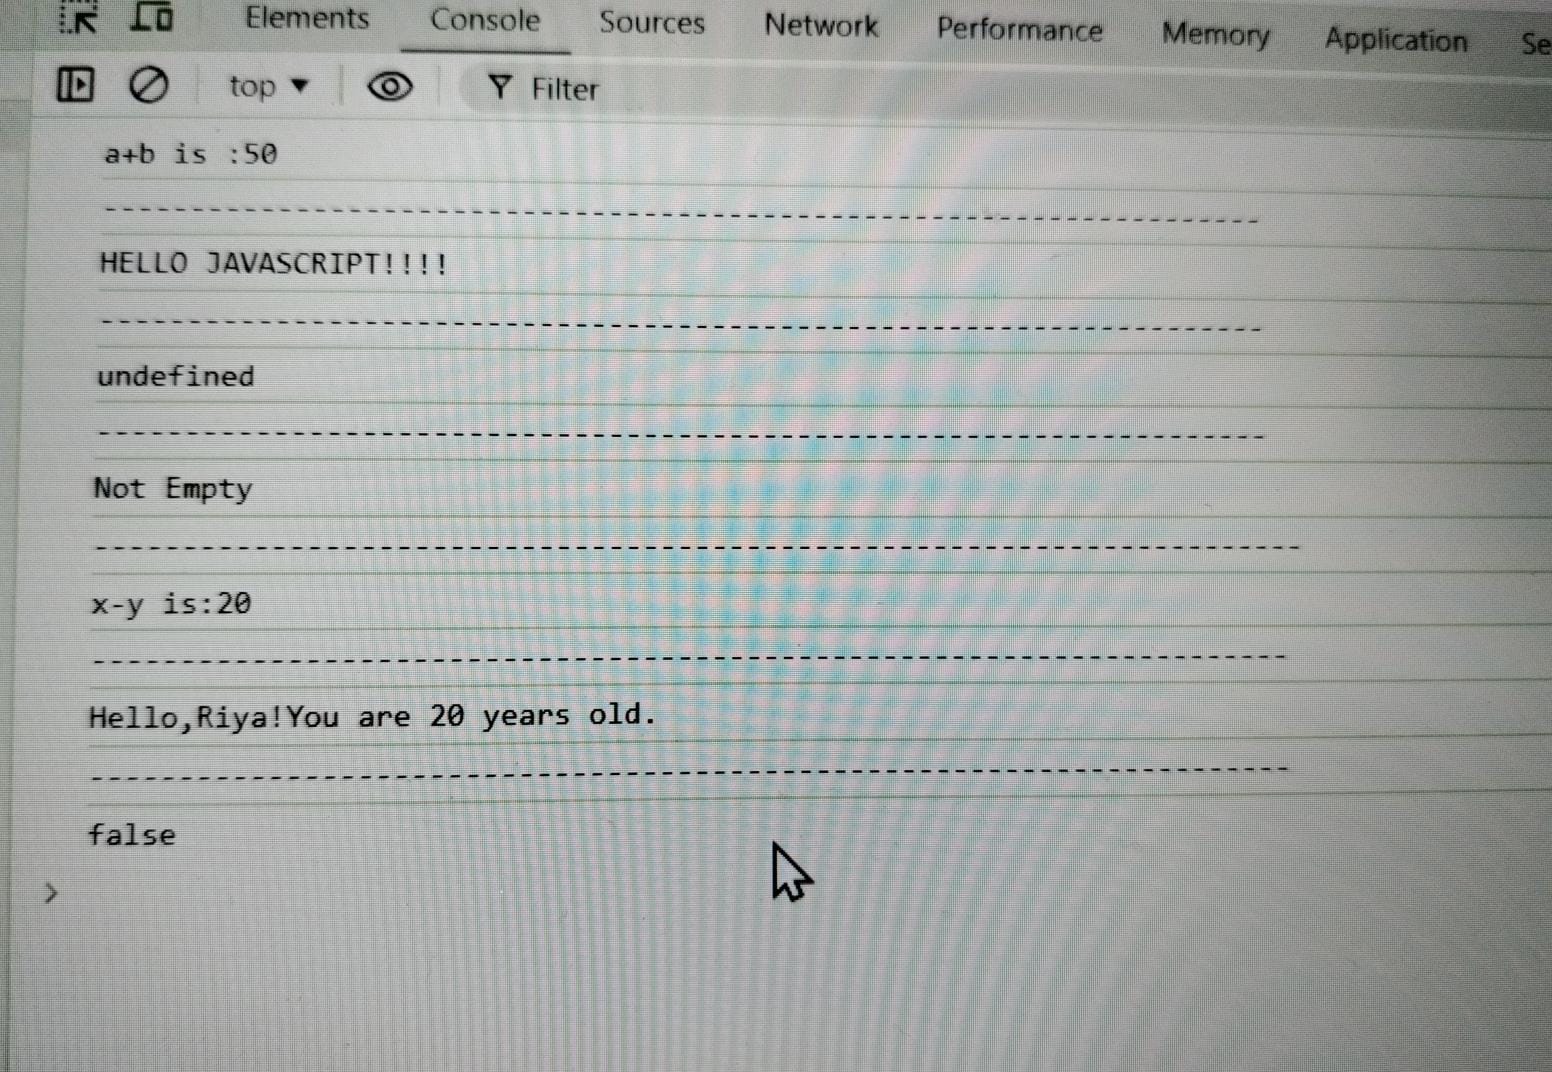 Elements Console Sources Network Performance Memory Application Se
top Filter
a+b is :50
------------------------------------------------------------------
HELLO JAVASCRIPT!!!!
------------------------------------------------------------------
undefined
------------------------------------------------------------------
Not Empty
--------------------------------------------------------------------
x-y is:20
-------------------------------------------------------------------
Hello,Riya!You are 20 years old.
-------------------------------------------------------------------
false
>